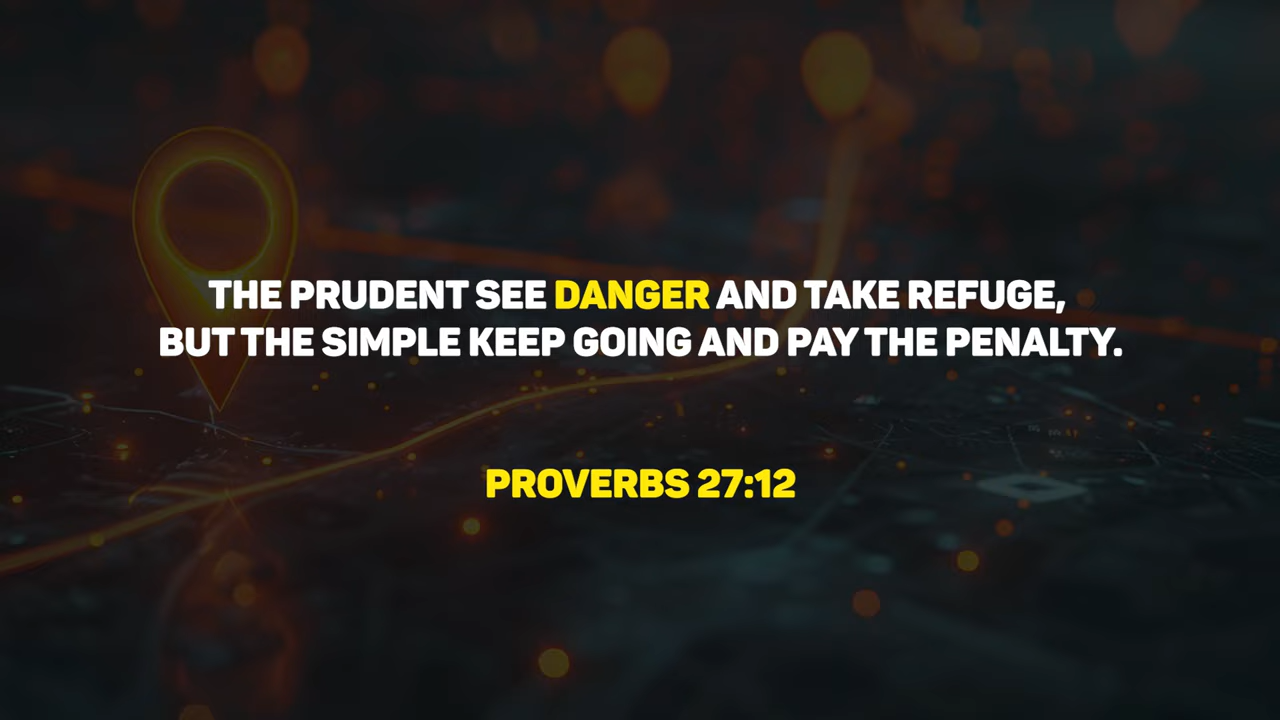 THE PRUDENT SEE DANGER AND TAKE REFUGE,
BUT THE SIMPLE KEEP GOING AND PAY THE PENALTY.
PROVERBS 27:12